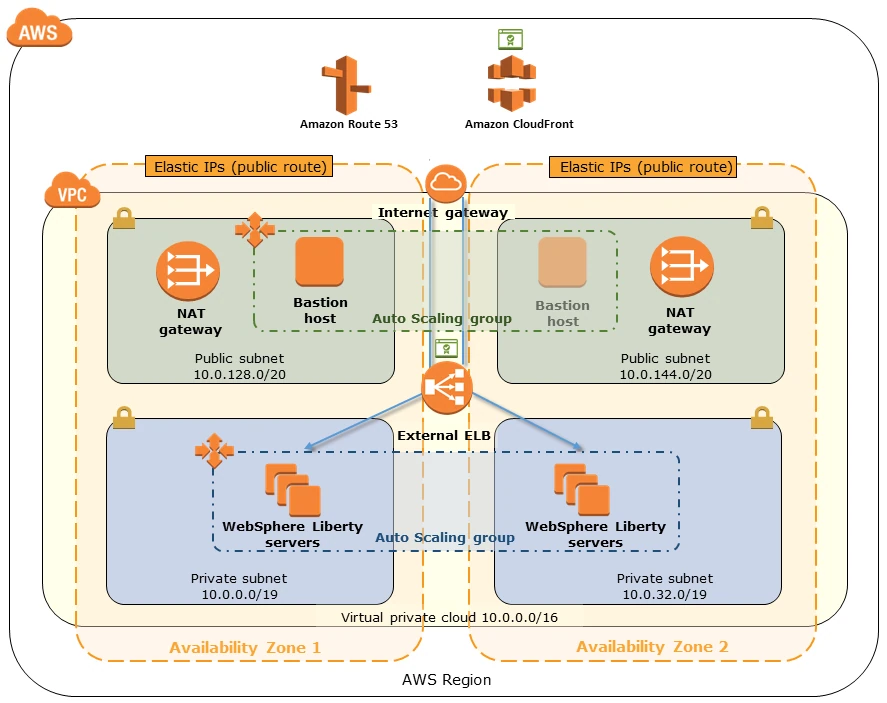 AWS
Amazon Route 53
Amazon CloudFront
Elastic IPs (public route)
Elastic IPs (public route)
VPC
Internet gateway
NAT
gateway
Bastion
host
Auto Scaling group
Bastion
host
NAT
gateway
Public subnet
10.0.128.0/20
Public subnet
10.0.144.0/20
External ELB
WebSphere Liberty
servers
Auto Scaling group
WebSphere Liberty
servers
Private subnet
10.0.0.0/19
Private subnet
10.0.32.0/19
Virtual private cloud 10.0.0.0/16
Availability Zone 1
Availability Zone 2
AWS Region